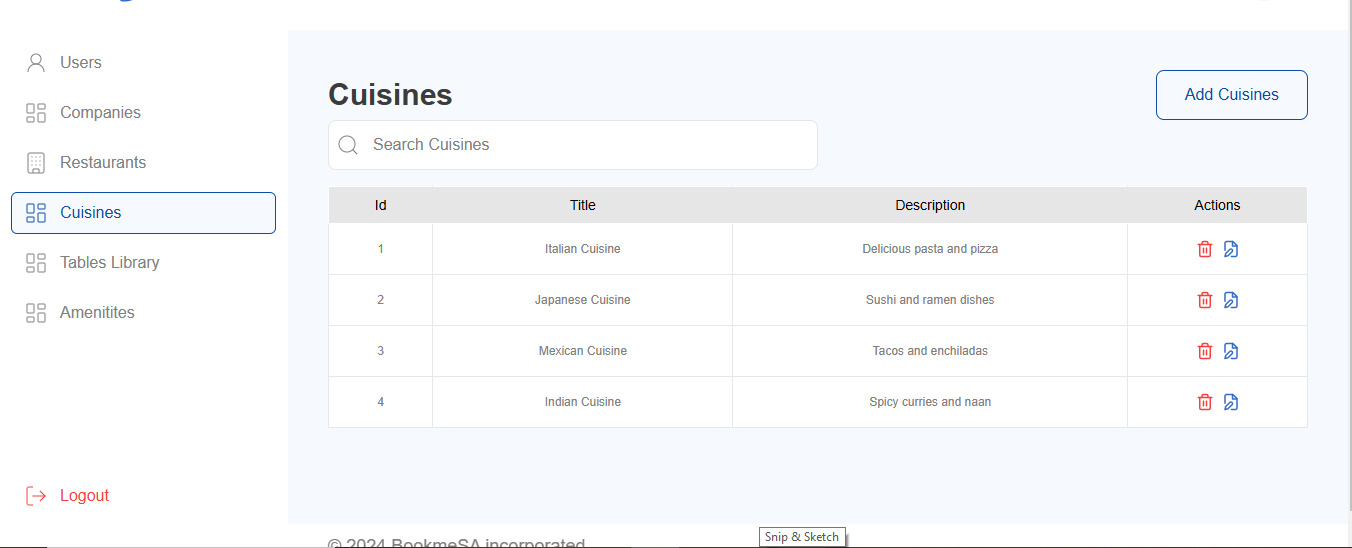 Users
Companies
Restaurants
Cuisines
Tables Library
Amenitites
Logout
Cuisines
Add Cuisines
Search Cuisines
Id Title Description Actions
1 Italian Cuisine Delicious pasta and pizza
2 Japanese Cuisine Sushi and ramen dishes
3 Mexican Cuisine Tacos and enchiladas
4 Indian Cuisine Spicy curries and naan
© 2024 BookmeSA incorporated
Snip & Sketch